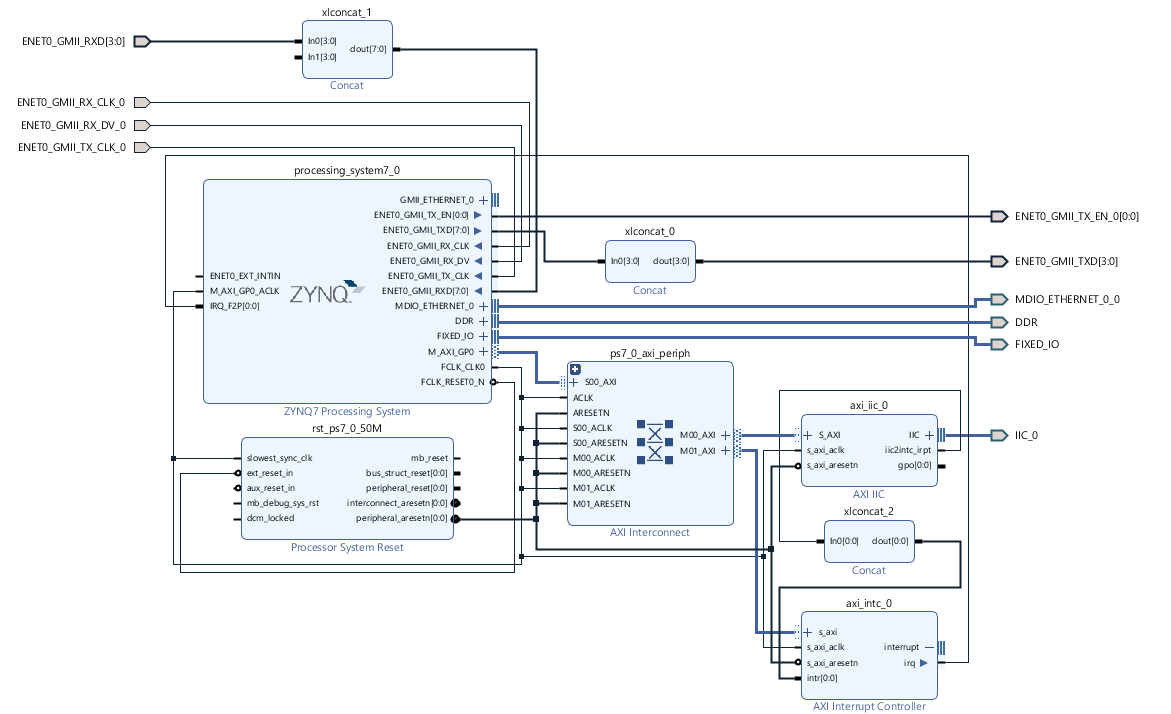 xlconcat_1
ENET0_GMII_RXD[3:0]
In0[3:0]
In1[3:0]
dout[7:0]
Concat
ENET0_GMII_RX_CLK_0
ENET0_GMII_RX_DV_0
ENET0_GMII_TX_CLK_0
processing_system7_0
GMII_ETHERNET_0
ENET0_GMII_TX_EN[0:0]
ENET0_GMII_TXD[7:0]
ENET0_GMII_RX_CLK
ENET0_GMII_RX_DV
ENET0_GMII_TX_CLK
ENET0_GMII_RXD[7:0]
MDIO_ETHERNET_0
DDR
FIXED_IO
M_AXI_GP0
FCLK_CLK0
FCLK_RESET0_N
ENET0_EXT_INTIN
M_AXI_GP0_ACLK
IRQ_F2P[0:0]
ZYNQ
ZYNQ7 Processing System
xlconcat_0
In0[3:0]
dout[3:0]
Concat
ENET0_GMII_TX_EN_0[0:0]
ENET0_GMII_TXD[3:0]
MDIO_ETHERNET_0_0
DDR
FIXED_IO
rst_ps7_0_50M
slowest_sync_clk
ext_reset_in
aux_reset_in
mb_debug_sys_rst
dcm_locked
mb_reset
bus_struct_reset[0:0]
peripheral_reset[0:0]
interconnect_aresetn[0:0]
peripheral_aresetn[0:0]
Processor System Reset
ps7_0_axi_periph
S00_AXI
ACLK
ARESETN
S00_ACLK
S00_ARESETN
M00_ACLK
M00_ARESETN
M01_ACLK
M01_ARESETN
M00_AXI
M01_AXI
AXI Interconnect
axi_iic_0
S_AXI
s_axi_aclk
s_axi_aresetn
IIC
iic2intc_irpt
gpo[0:0]
AXI IIC
IIC_0
xlconcat_2
In0[0:0]
dout[0:0]
Concat
axi_intc_0
s_axi
s_axi_aclk
s_axi_aresetn
intr[0:0]
interrupt
irq
AXI Interrupt Controller